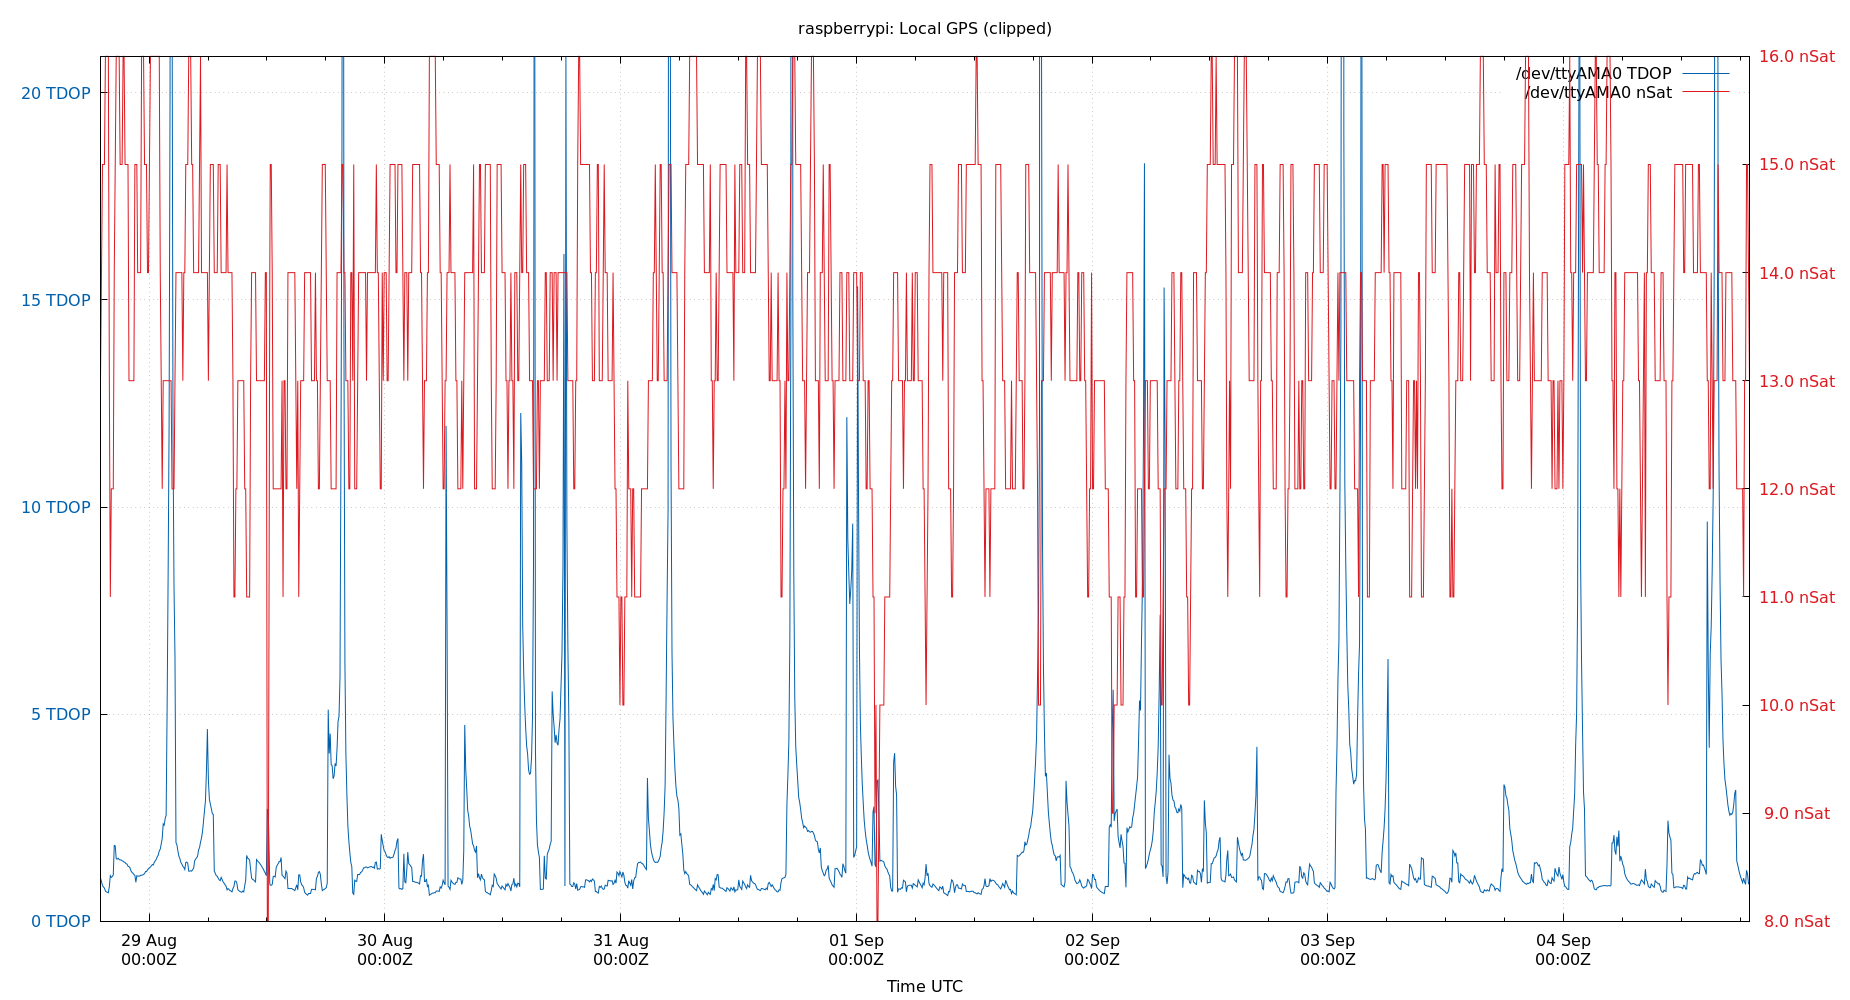 raspberrypi: Local GPS (clipped)
/dev/ttyAMA0 TDOP
/dev/ttyAMA0 nSat
20 TDOP
15 TDOP
10 TDOP
5 TDOP
0 TDOP
16.0 nSat
15.0 nSat
14.0 nSat
13.0 nSat
12.0 nSat
11.0 nSat
10.0 nSat
9.0 nSat
8.0 nSat
29 Aug
00:00Z
30 Aug
00:00Z
31 Aug
00:00Z
01 Sep
00:00Z
02 Sep
00:00Z
03 Sep
00:00Z
04 Sep
00:00Z
Time UTC